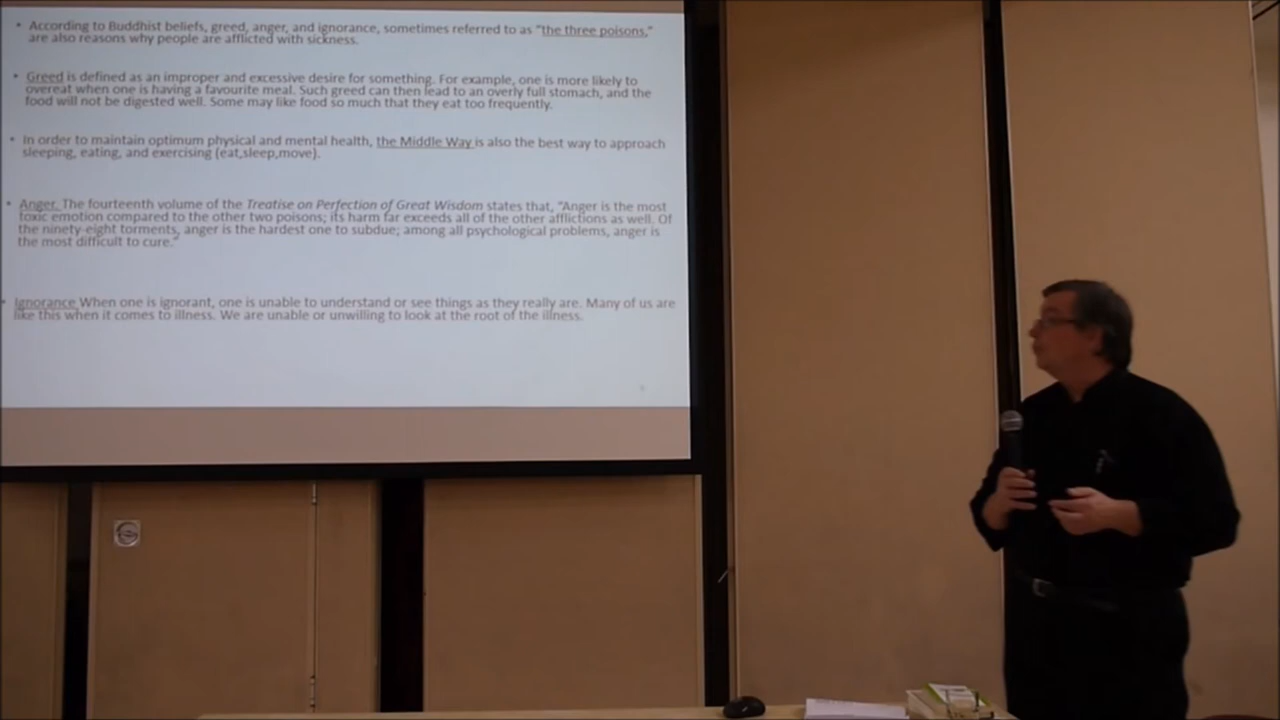 • According to Buddhist beliefs, greed, anger, and ignorance, sometimes referred to as "the three poisons,"
are also reasons why people are afflicted with sickness.
• Greed is defined as an improper and excessive desire for something. For example, one is more likely to
overeat when one is having a favourite meal. Such greed can then lead to an overly full stomach, and the
food will not be digested well. Some may like food so much that they eat too frequently.
• In order to maintain optimum physical and mental health, the Middle Way is also the best way to approach
sleeping, eating, and exercising (eat,sleep,move).
• Anger The fourteenth volume of the Treatise on Perfection of Great Wisdom states that, "Anger is the most
toxic emotion compared to the other two poisons; its harm far exceeds all of the other afflictions as well. Of
the ninety-eight torments, anger is the hardest one to subdue; among all psychological problems, anger is
the most difficult to cure."
• Ignorance When one is ignorant, one is unable to understand or see things as they really are. Many of us are
like this when it comes to illness. We are unable or unwilling to look at the root of the illness.